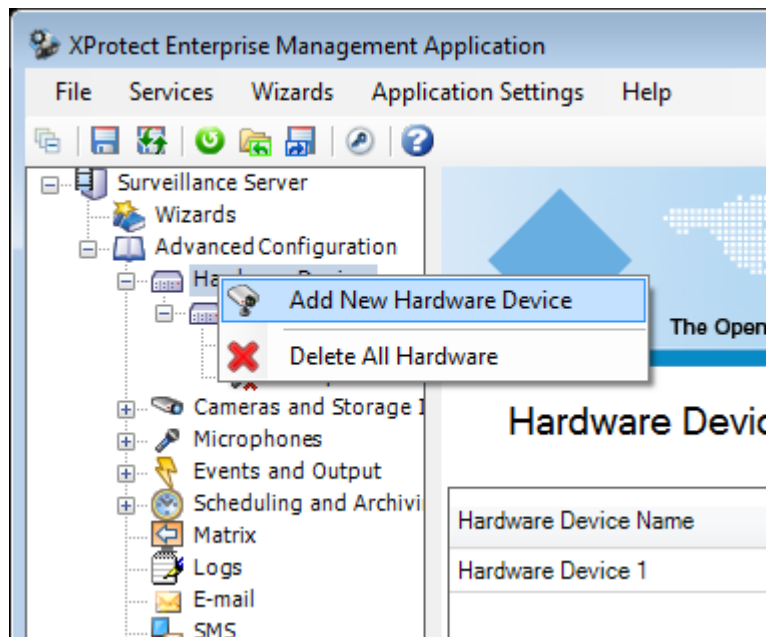 XProtect Enterprise Management Application
File Services Wizards Application Settings Help
Surveillance Server
Wizards
Advanced Configuration
Add New Hardware Device
Delete All Hardware
The Open
Cameras and Storage I
Microphones
Events and Output
Scheduling and Archivi
Matrix
Logs
E-mail
SMS
Hardware Devic
Hardware Device Name
Hardware Device 1